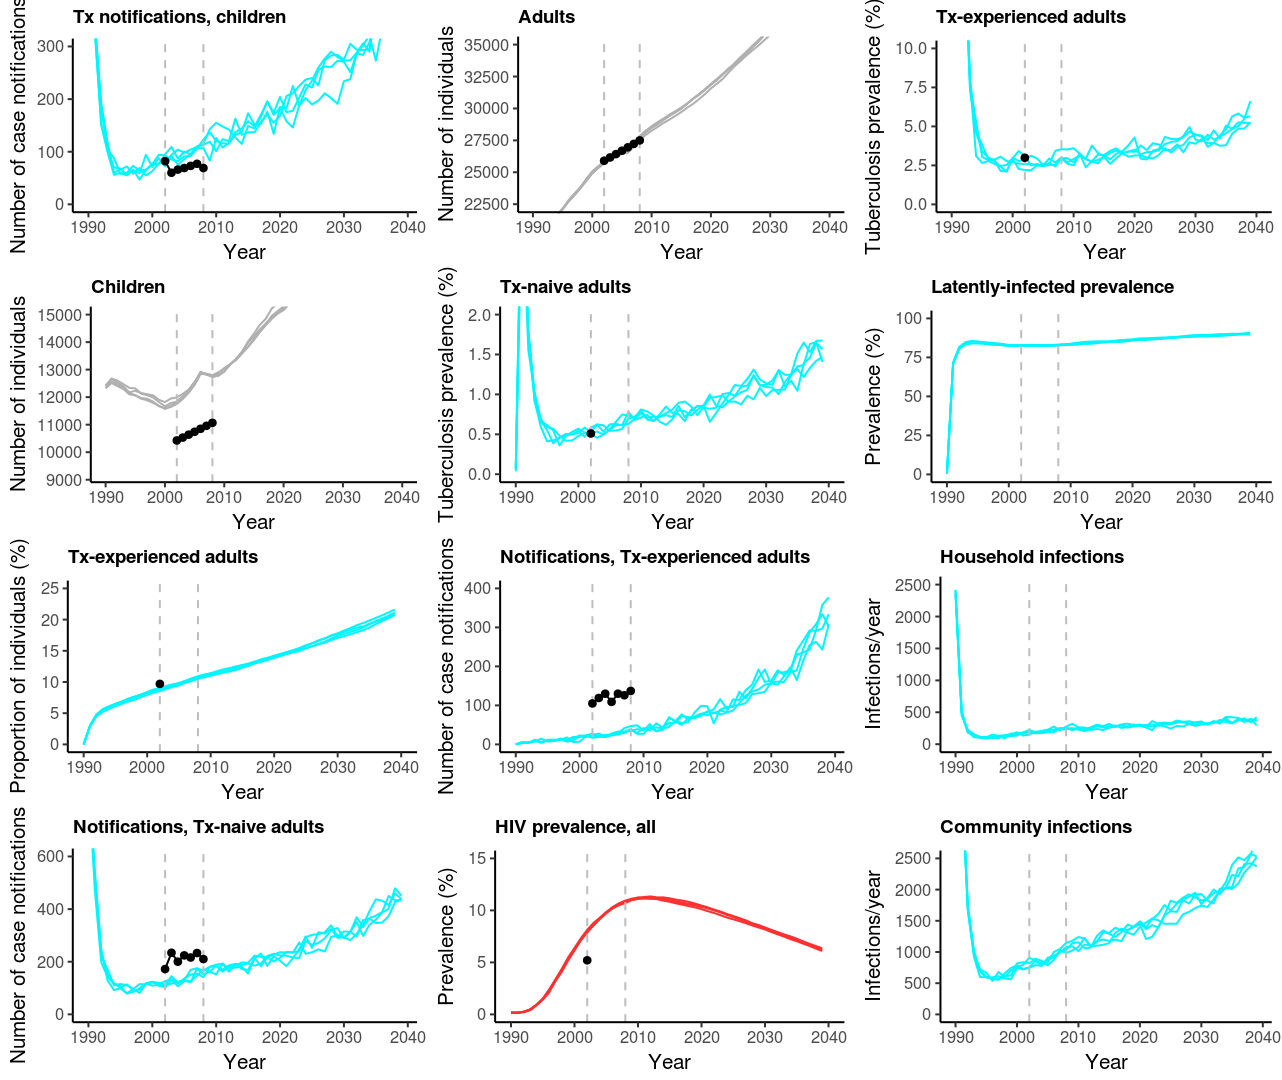 Tx notifications, children
Number of case notifications
300
200
100
0
1990 2000 2010 2020 2030 2040
Year
Adults
Number of individuals
35000
32500
30000
27500
25000
22500
1990 2000 2010 2020 2030 2040
Year
Tx-experienced adults
Tuberculosis prevalence (%)
10.0
7.5
5.0
2.5
0.0
1990 2000 2010 2020 2030 2040
Year
Children
Number of individuals
15000
14000
13000
12000
11000
10000
9000
1990 2000 2010 2020 2030 2040
Year
Tx-naive adults
Tuberculosis prevalence (%)
2.0
1.5
1.0
0.5
0.0
1990 2000 2010 2020 2030 2040
Year
Latently-infected prevalence
Prevalence (%)
100
75
50
25
0
1990 2000 2010 2020 2030 2040
Year
Tx-experienced adults
Proportion of individuals (%)
25
20
15
10
5
0
1990 2000 2010 2020 2030 2040
Year
Notifications, Tx-experienced adults
Number of case notifications
400
300
200
100
0
1990 2000 2010 2020 2030 2040
Year
Household infections
Infections/year
2500
2000
1500
1000
500
0
1990 2000 2010 2020 2030 2040
Year
Notifications, Tx-naive adults
Number of case notifications
600
400
200
0
1990 2000 2010 2020 2030 2040
Year
HIV prevalence, all
Prevalence (%)
15
10
5
0
1990 2000 2010 2020 2030 2040
Year
Community infections
Infections/year
2500
2000
1500
1000
500
0
1990 2000 2010 2020 2030 2040
Year